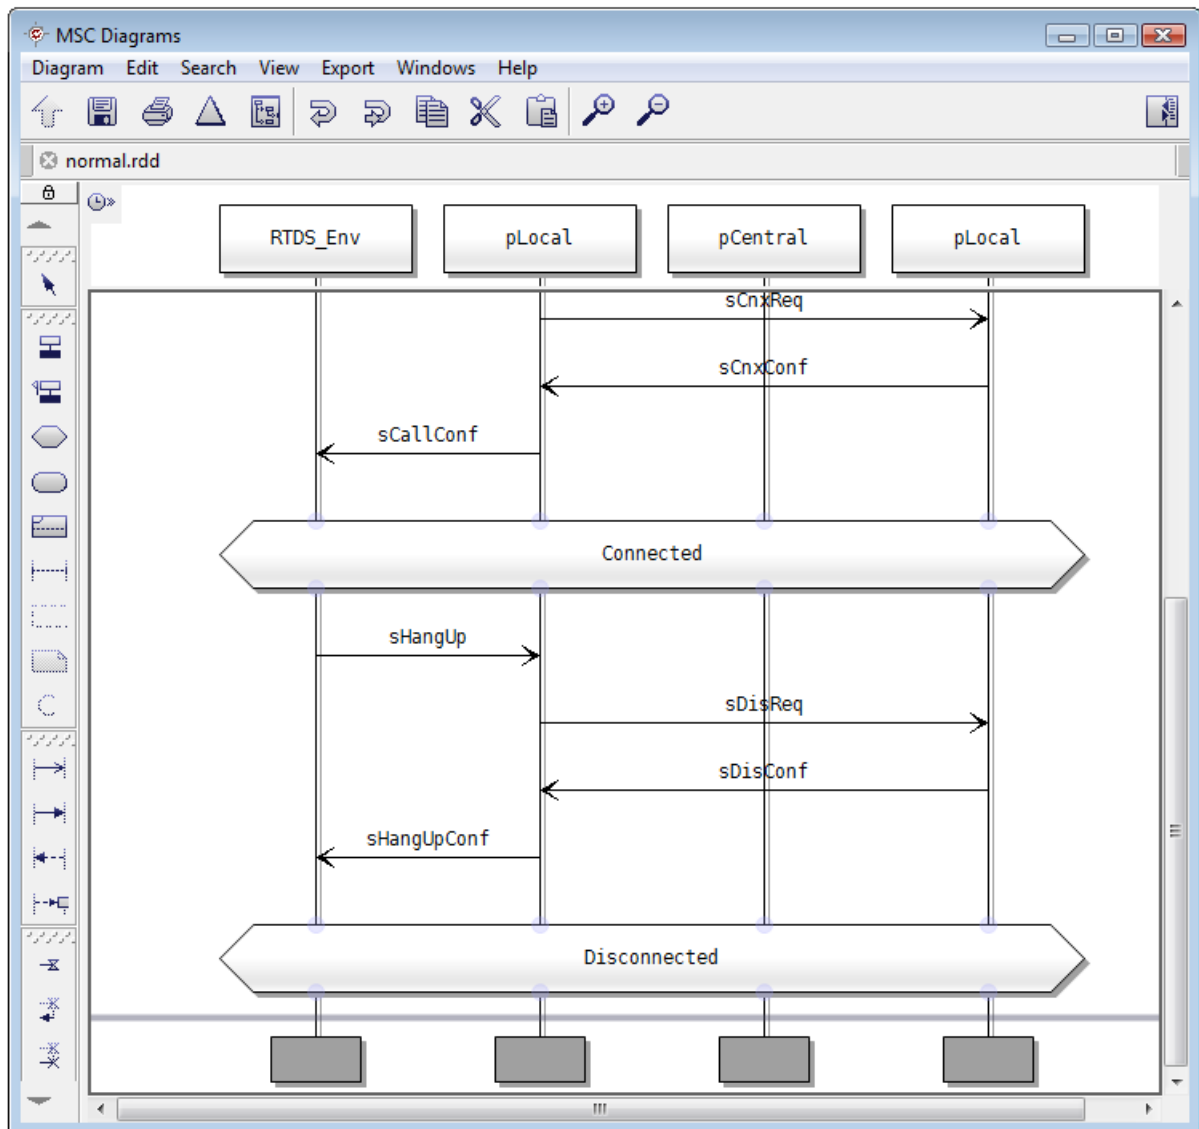 MSC Diagrams
Diagram Edit Search View Export Windows Help
normal.rdd
RTDS_Env pLocal pCentral pLocal
sCnxReq
sCnxConf
sCallConf
Connected
sHangUp
sDisReq
sDisConf
sHangUpConf
Disconnected